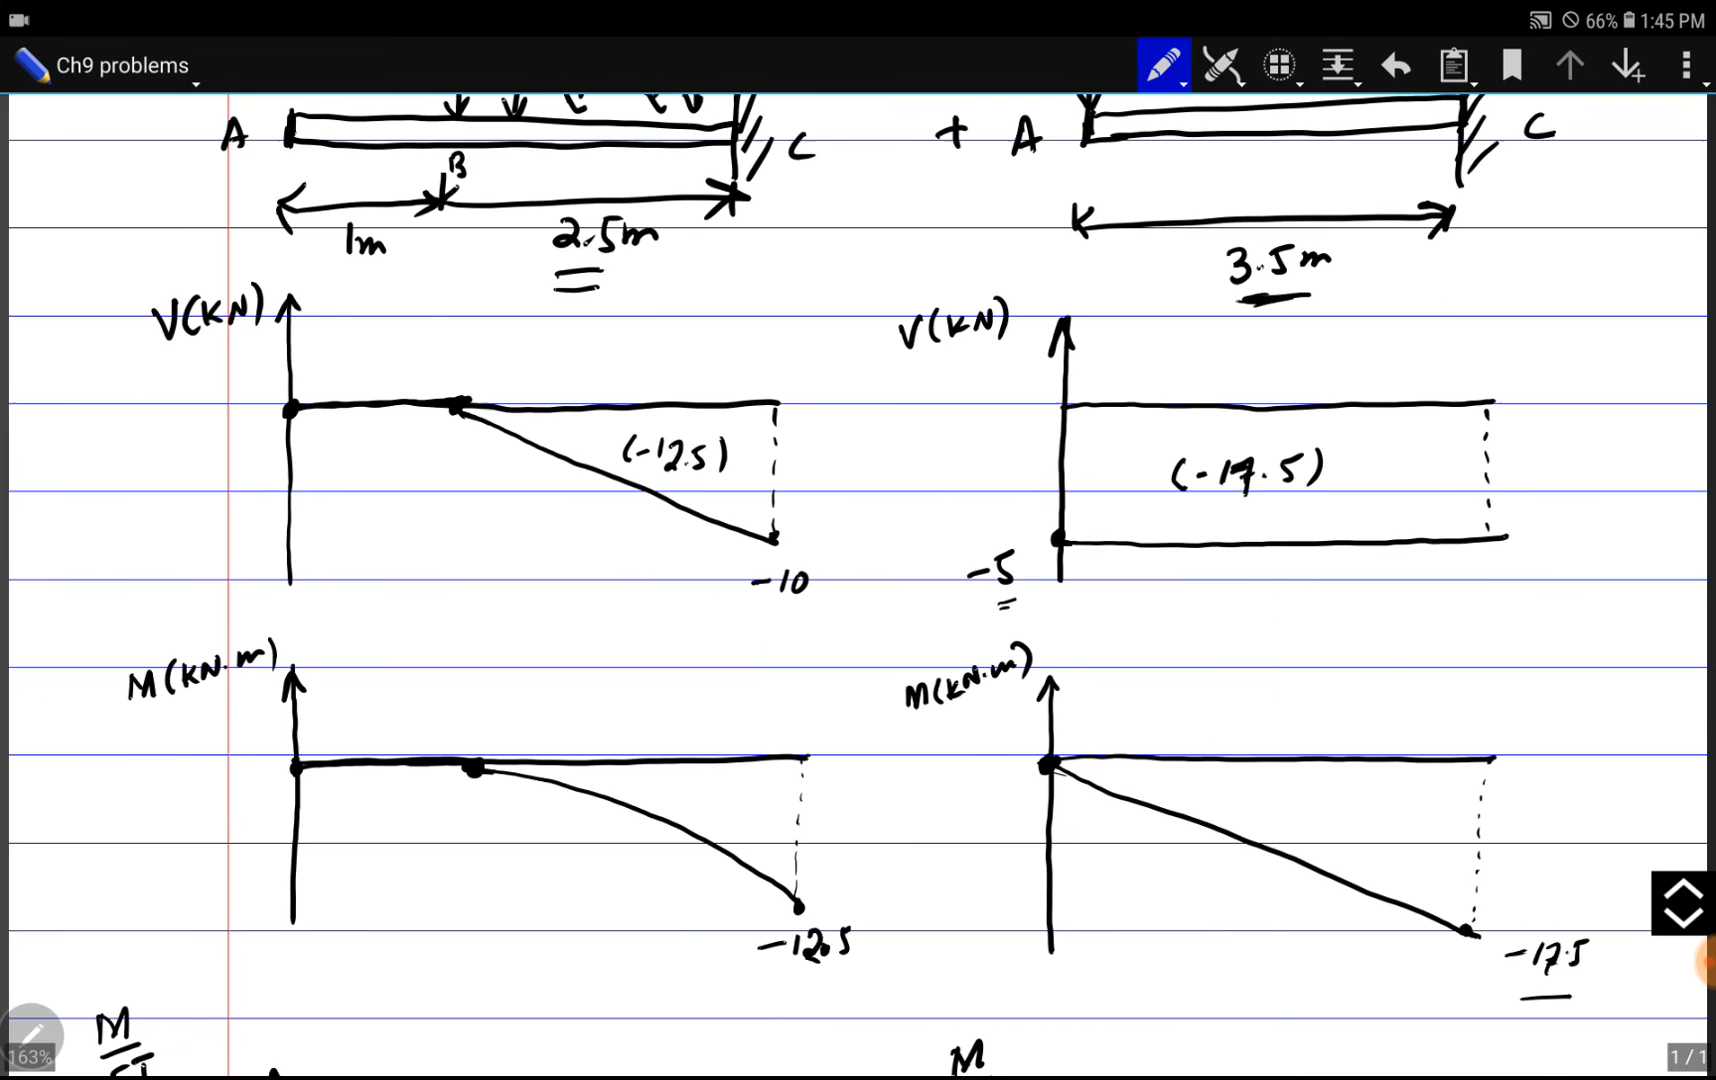 66% 1:45 PM
Ch9 problems
A B C + A C
1m 2.5m 3.5m
V(KN) V(KN)
(-12.5) (-17.5)
-10 -5
M(KN.m) M(KN.m)
-12.5 -17.5
M M
EI
163% 1 / 1